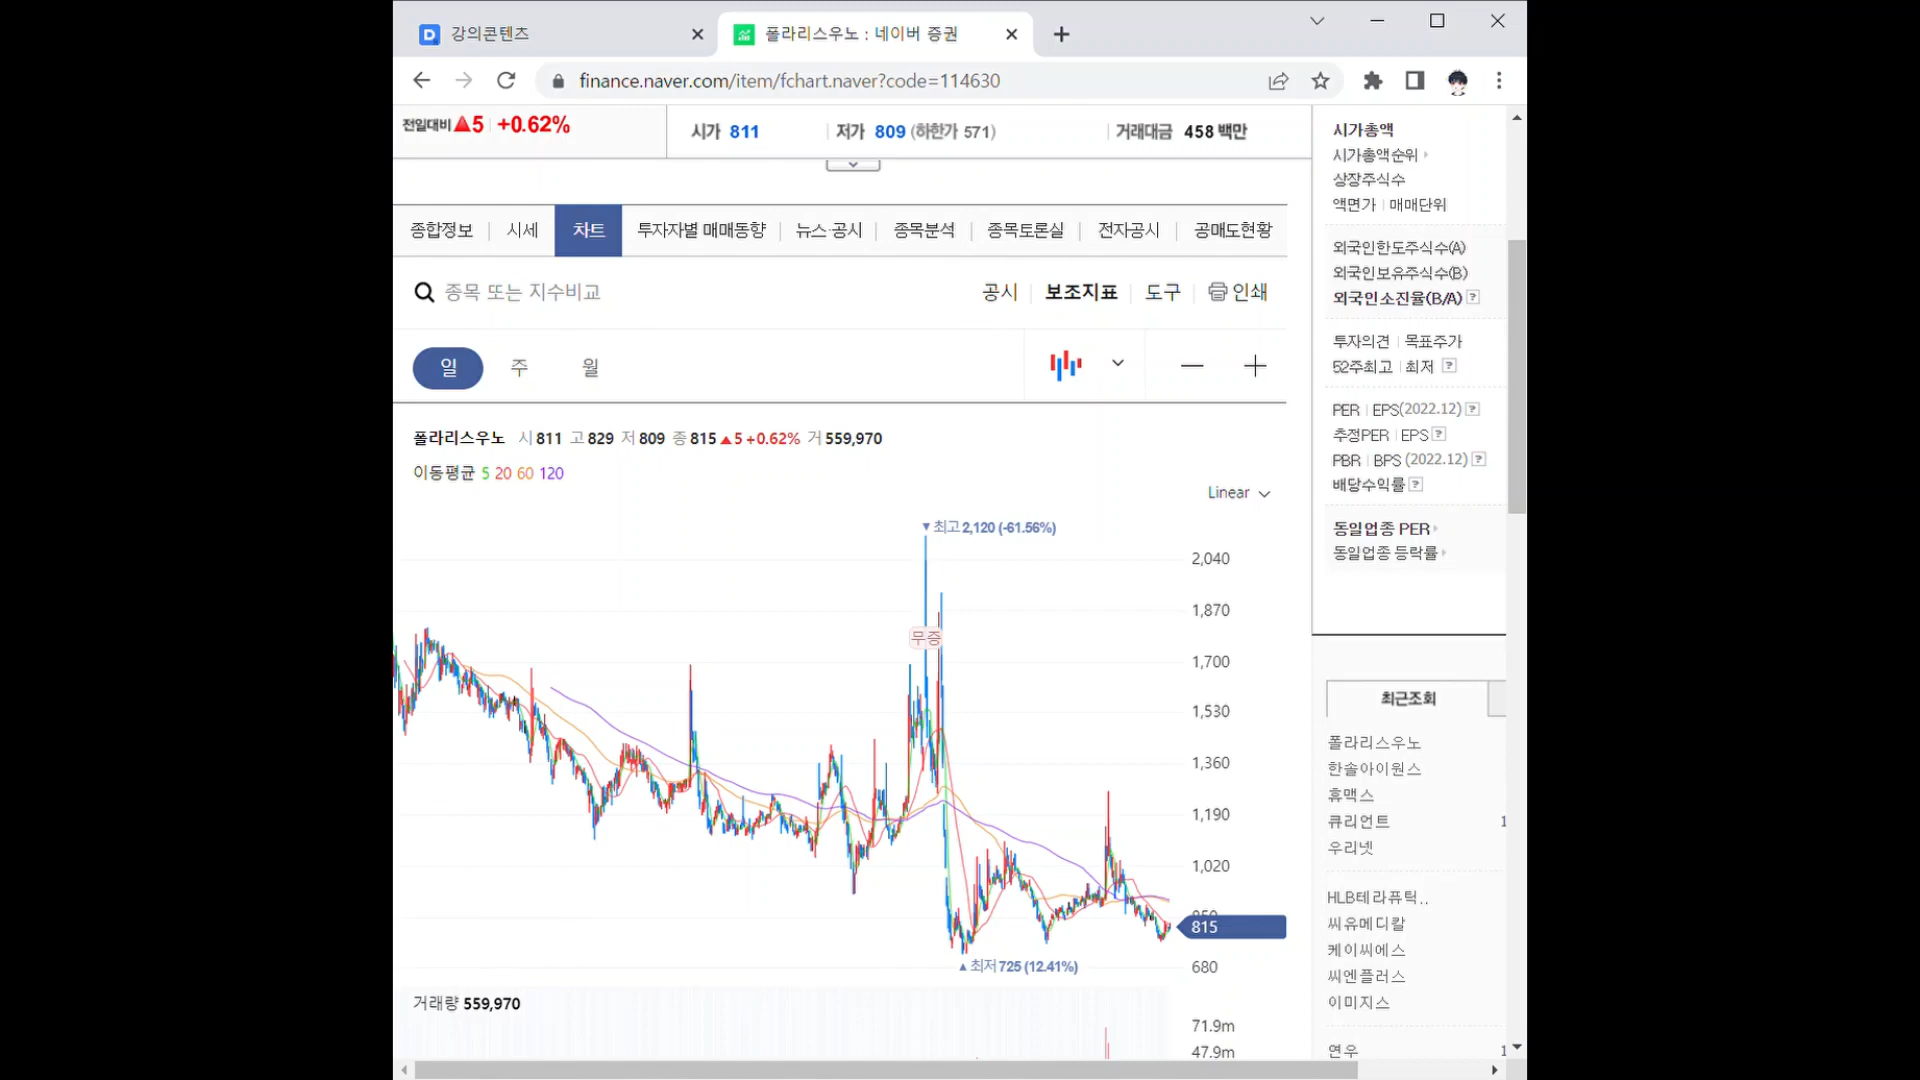 강의콘텐츠
폴라리스우노 : 네이버 증권
finance.naver.com/item/fchart.naver?code=114630
전일대비 ▲5 +0.62%
시가 811
저가 809 (하한가 571)
거래대금 458 백만
종합정보
시세
차트
투자자별 매매동향
뉴스·공시
종목분석
종목토론실
전자공시
공매도현황
종목 또는 지수비교
공시
보조지표
도구
인쇄
일
주
월
폴라리스우노 시 811 고 829 저 809 종 815 ▲5 +0.62% 거 559,970
이동평균 5 20 60 120
Linear
▼최고 2,120 (-61.56%)
무증
2,040
1,870
1,700
1,530
1,360
1,190
1,020
815
680
▲최저 725 (12.41%)
거래량 559,970
71.9m
47.9m
시가총액
시가총액순위
상장주식수
액면가 | 매매단위
외국인한도주식수(A)
외국인보유주식수(B)
외국인소진율(B/A) ?
투자의견 | 목표주가
52주최고 | 최저 ?
PER | EPS(2022.12) ?
추정PER | EPS ?
PBR | BPS (2022.12) ?
배당수익률 ?
동일업종 PER
동일업종 등락률
최근조회
폴라리스우노
한솔아이원스
휴맥스
큐리언트 1
우리넷
HLB테라퓨틱..
씨유메디칼
케이씨에스
씨엔플러스
이미지스
연우 1